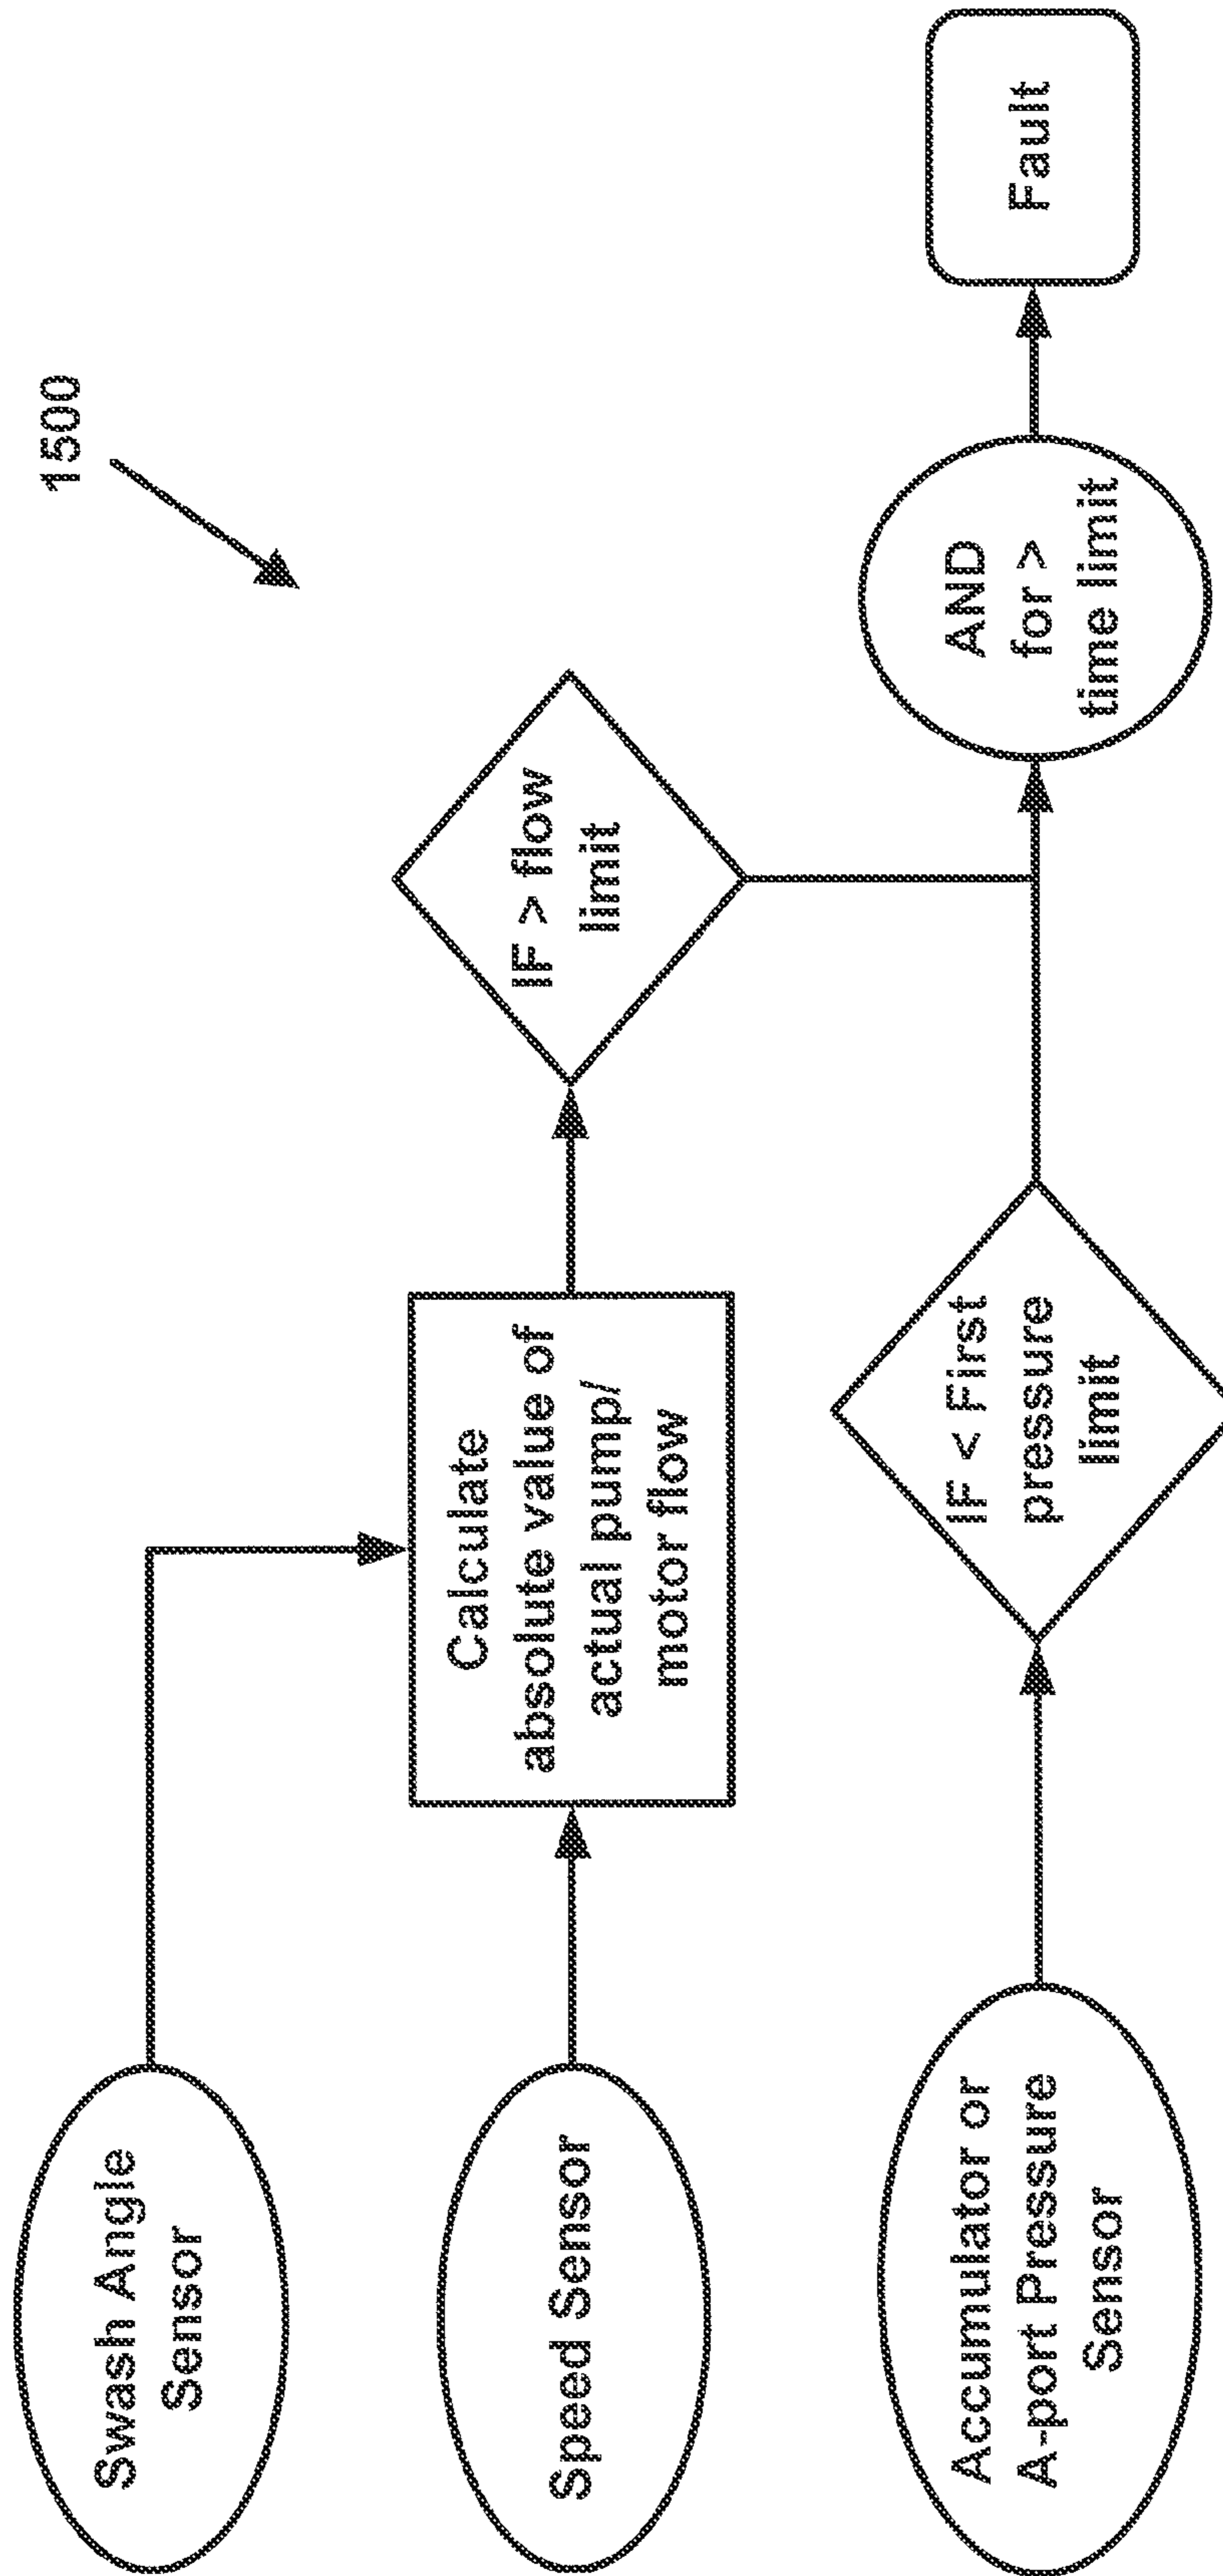 1500
Swash Angle
Sensor
Speed Sensor
Calculate
absolute value of
actual pump/
motor flow
IF > flow
limit
Accumulator or
A-port Pressure
Sensor
IF < First
pressure
limit
AND
for >
time limit
Fault